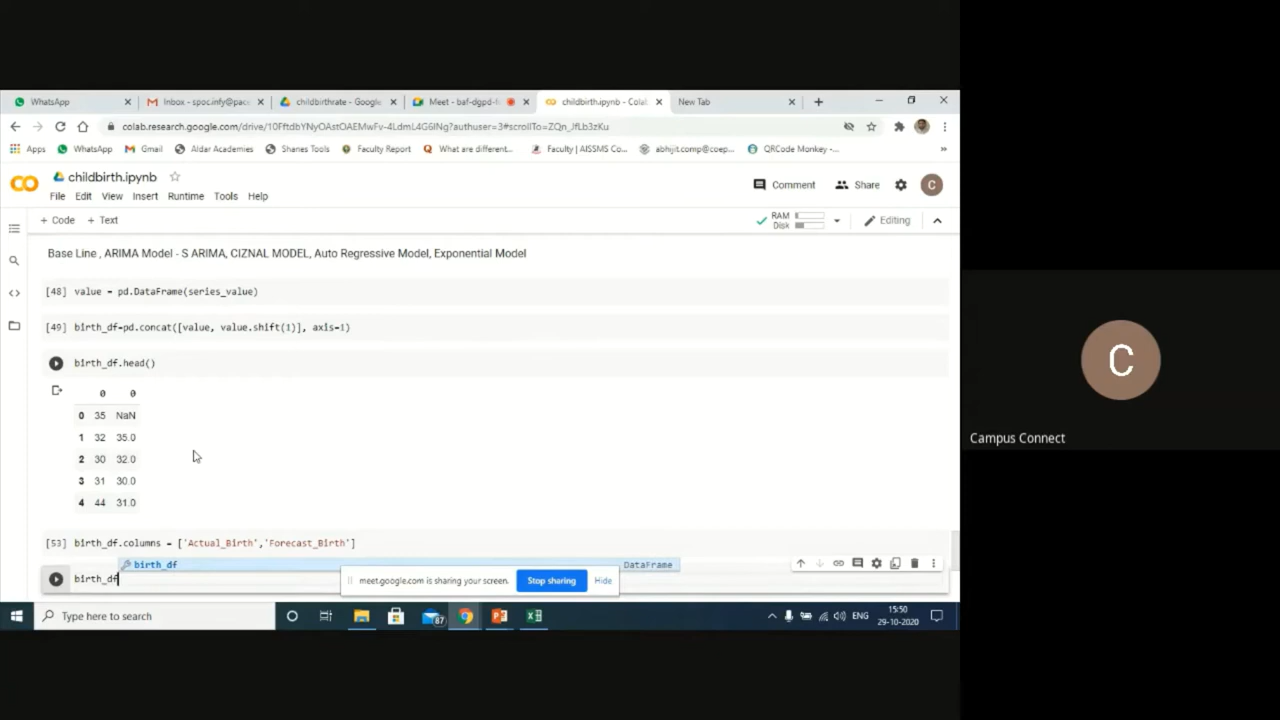 WhatsApp
Inbox - spoc.infy@pace
childbirthrate - Google
Meet - baf-dgpd-f
childbirth.ipynb - Colab
New Tab
colab.research.google.com/drive/10FftdbYNyOAstOAEMwFv-4LdmL4G6INg?authuser=3#scrollTo=ZQn_JfLb3zKu
Apps
WhatsApp
Gmail
Aldar Academies
Shanes Tools
Faculty Report
What are different...
Faculty | AISSMS Co...
abhijit.comp@coep...
QRCode Monkey -...
childbirth.ipynb
Comment
Share
C
File Edit View Insert Runtime Tools Help
+ Code + Text
RAM
Disk
Editing
Base Line , ARIMA Model - S ARIMA, CIZNAL MODEL, Auto Regressive Model, Exponential Model
[48] value = pd.DataFrame(series_value)
[49] birth_df=pd.concat([value, value.shift(1)], axis=1)
birth_df.head()
0 0
0 35 NaN
1 32 35.0
2 30 32.0
3 31 30.0
4 44 31.0
[53] birth_df.columns = ['Actual_Birth','Forecast_Birth']
birth_df DataFrame
birth_df
meet.google.com is sharing your screen.
Stop sharing
Hide
Type here to search
87
ENG
15:50
29-10-2020
C
Campus Connect